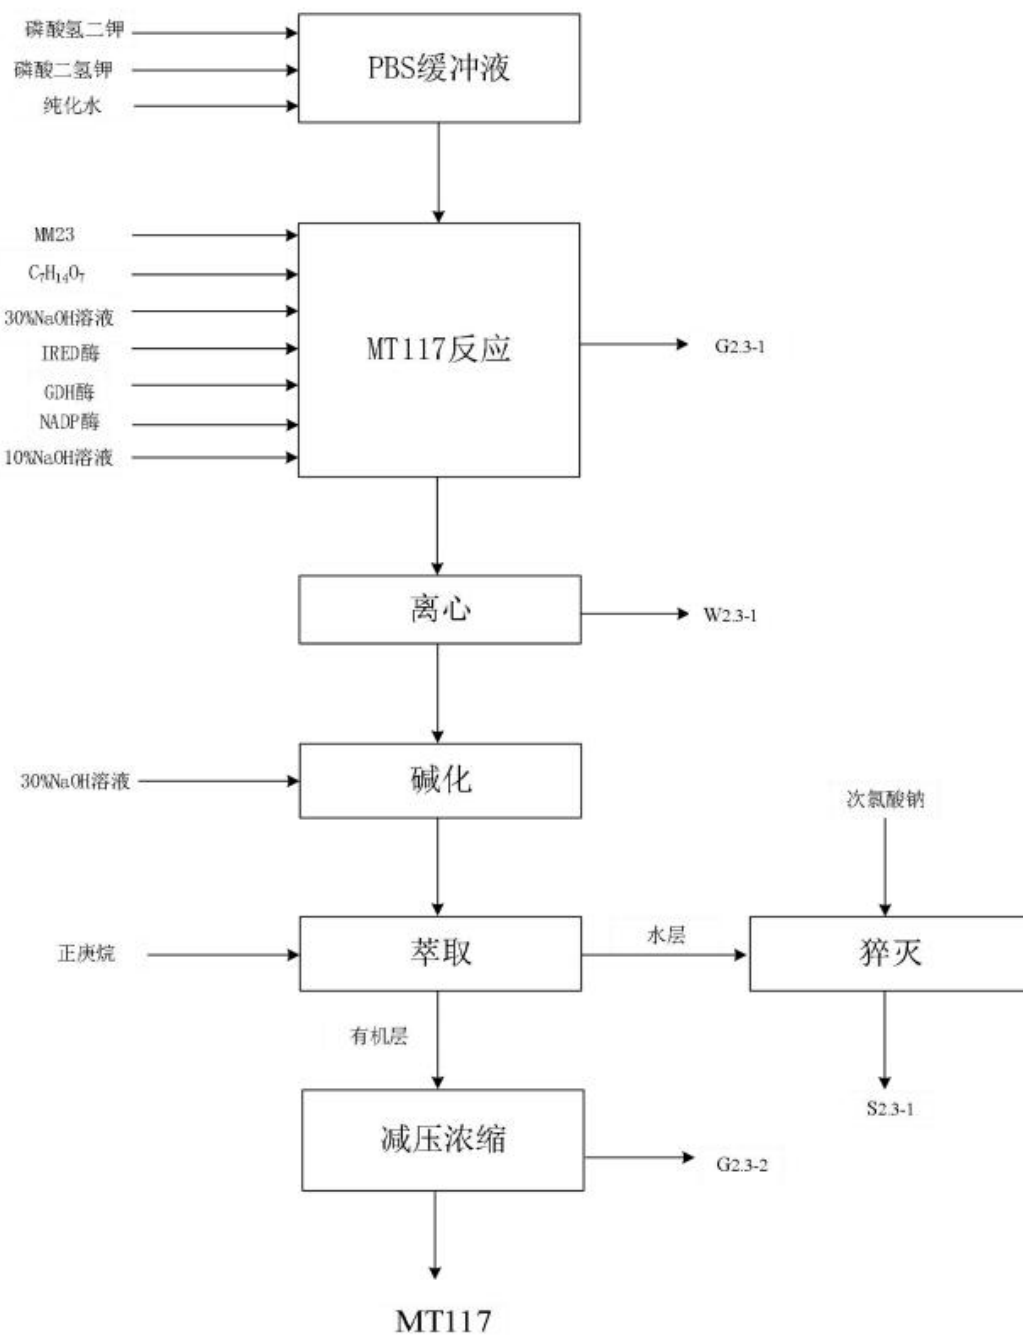 磷酸氢二钾
磷酸二氢钾
纯化水
PBS缓冲液
MM23
C₇H₁₄O₇
30%NaOH溶液
IRED酶
GDH酶
NADP酶
10%NaOH溶液
MT117反应
G2.3-1
离心
W2.3-1
30%NaOH溶液
碱化
次氯酸钠
正庚烷
萃取
水层
猝灭
有机层
S2.3-1
减压浓缩
G2.3-2
MT117